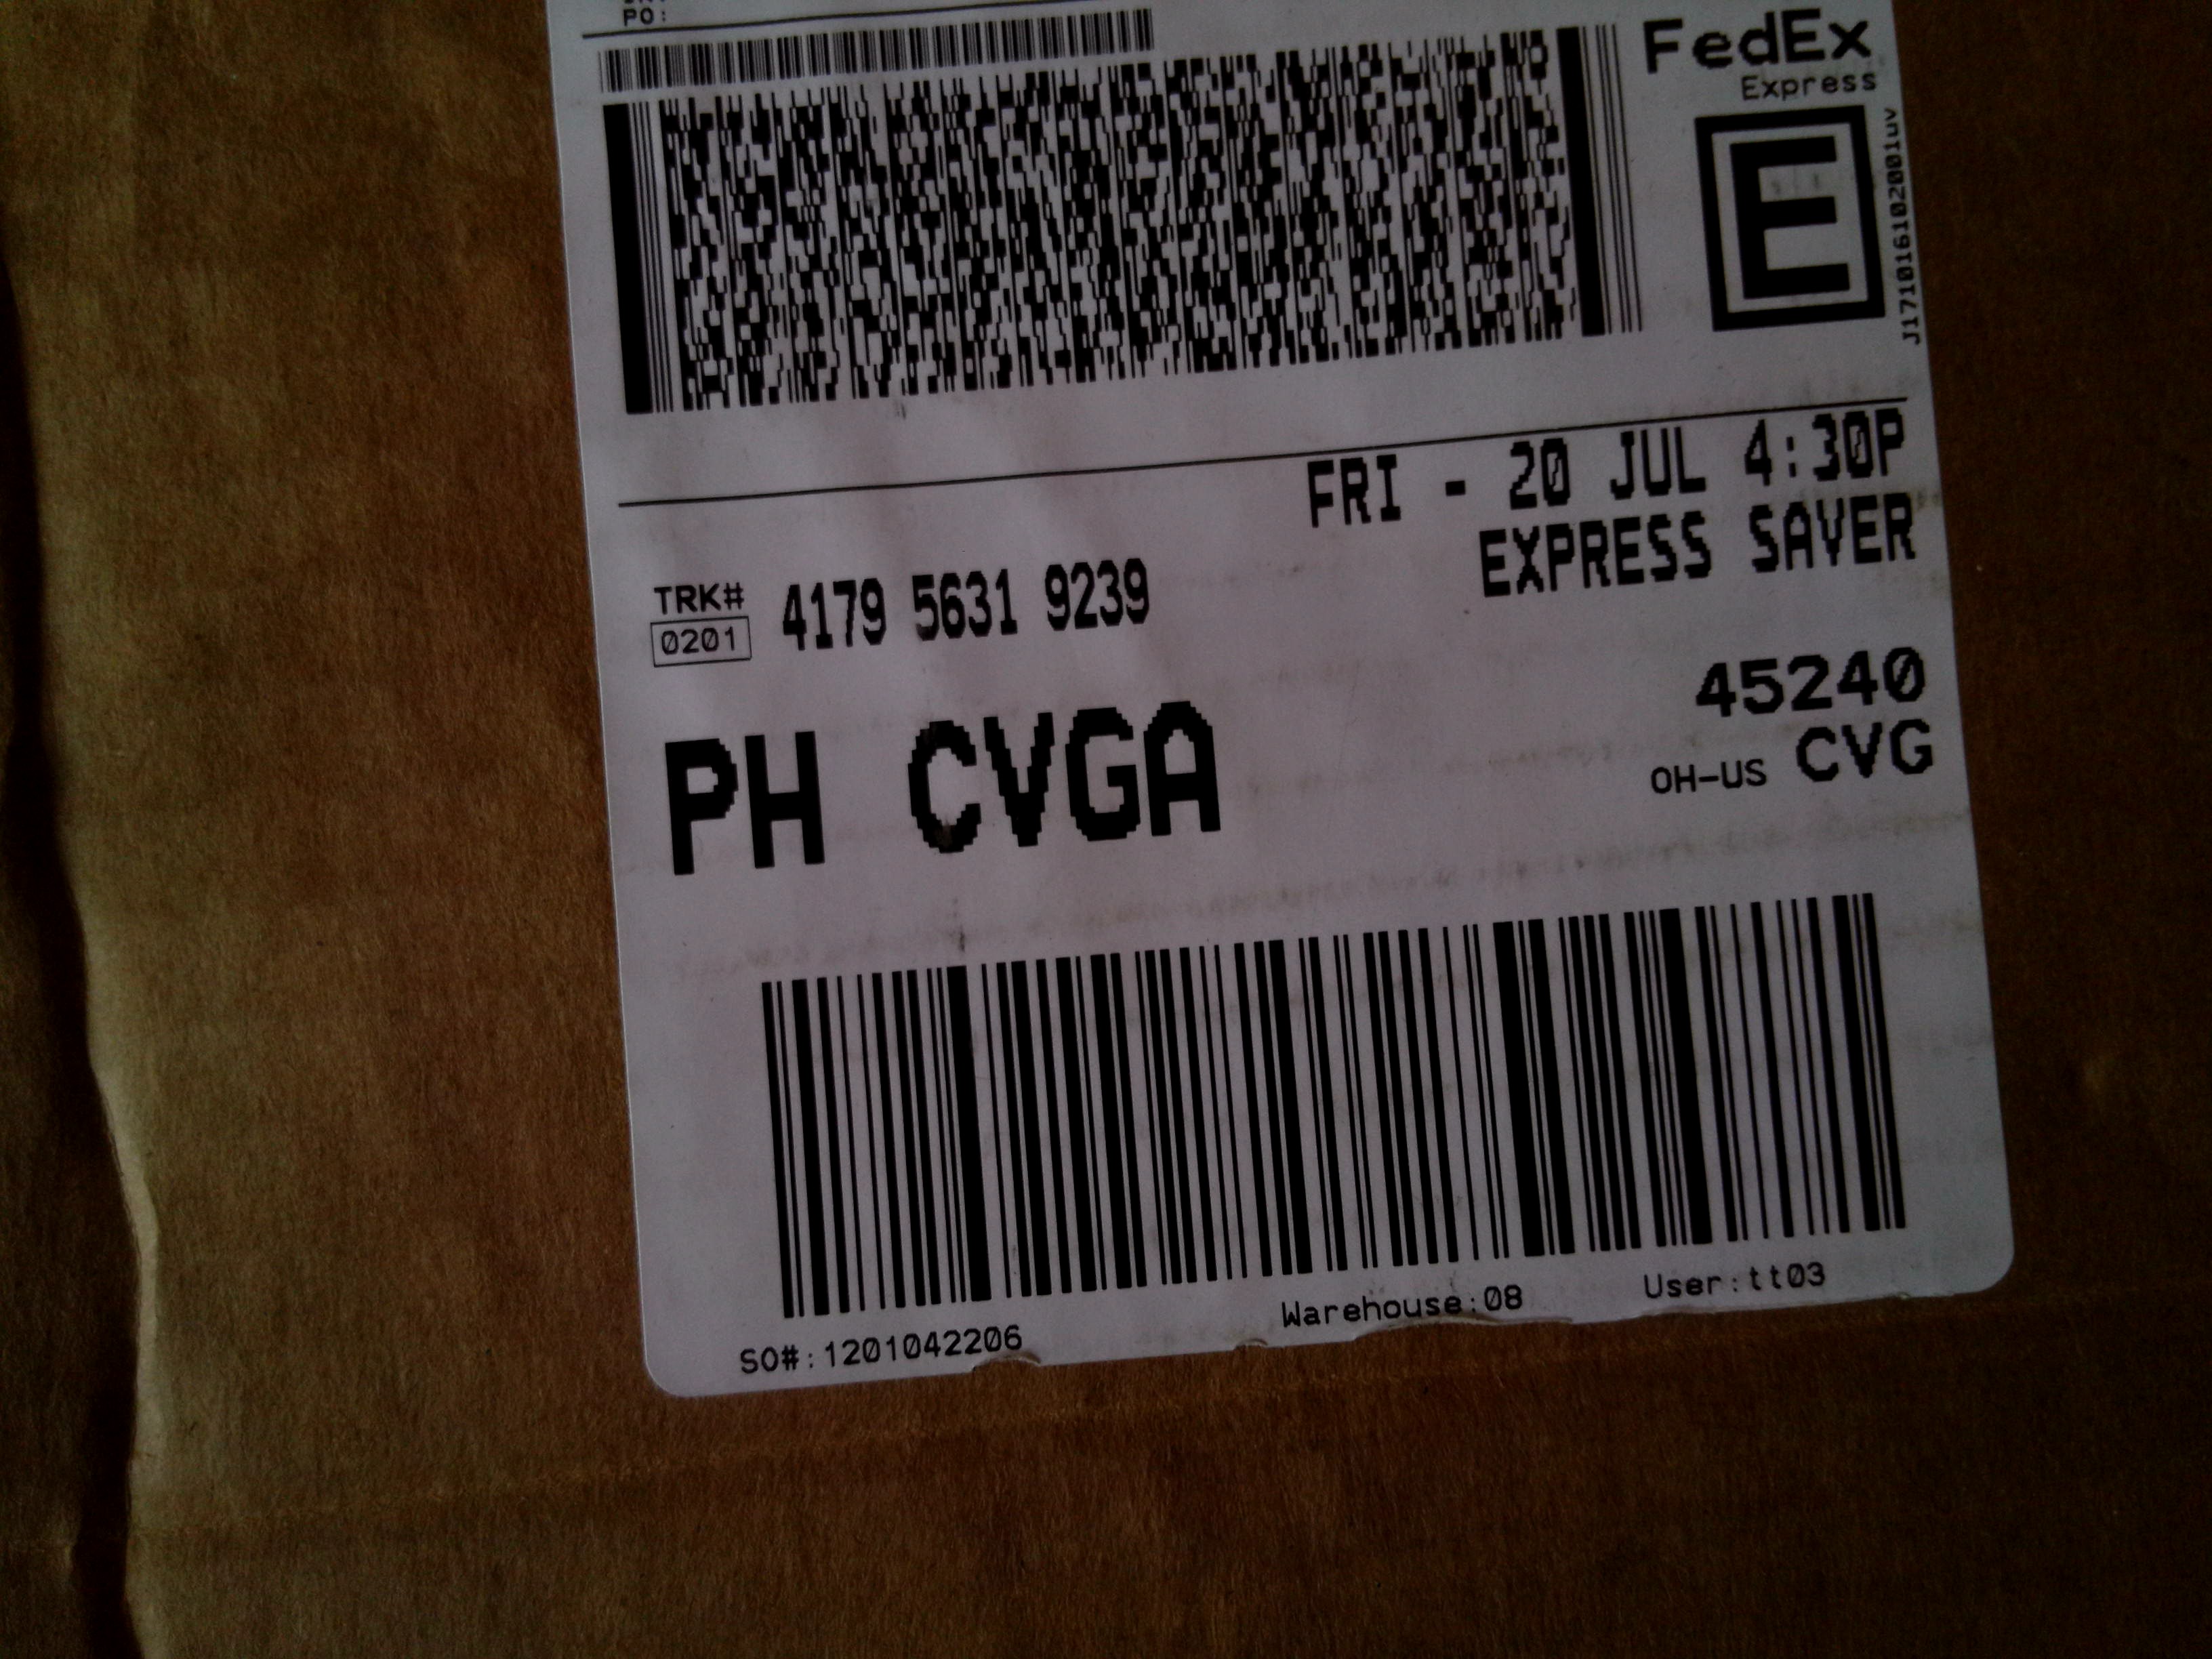 PO:
FedEx
Express
E
J171016102001uv
FRI - 20 JUL 4:30P
EXPRESS SAVER
TRK# 4179 5631 9239
0201
45240
PH CVGA
OH-US CVG
SO#:1201042206 Warehouse:08 User:tt03